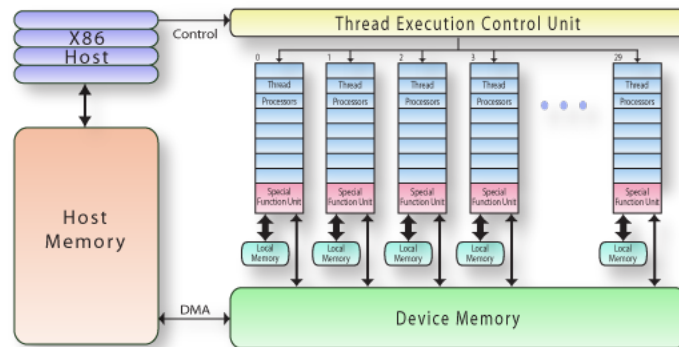 X86
Host
Control
Thread Execution Control Unit
0
1
2
3
29
Thread
Processors
Thread
Processors
Thread
Processors
Thread
Processors
Thread
Processors
Special
Function Unit
Special
Function Unit
Special
Function Unit
Special
Function Unit
Special
Function Unit
Local
Memory
Local
Memory
Local
Memory
Local
Memory
Local
Memory
Host
Memory
DMA
Device Memory